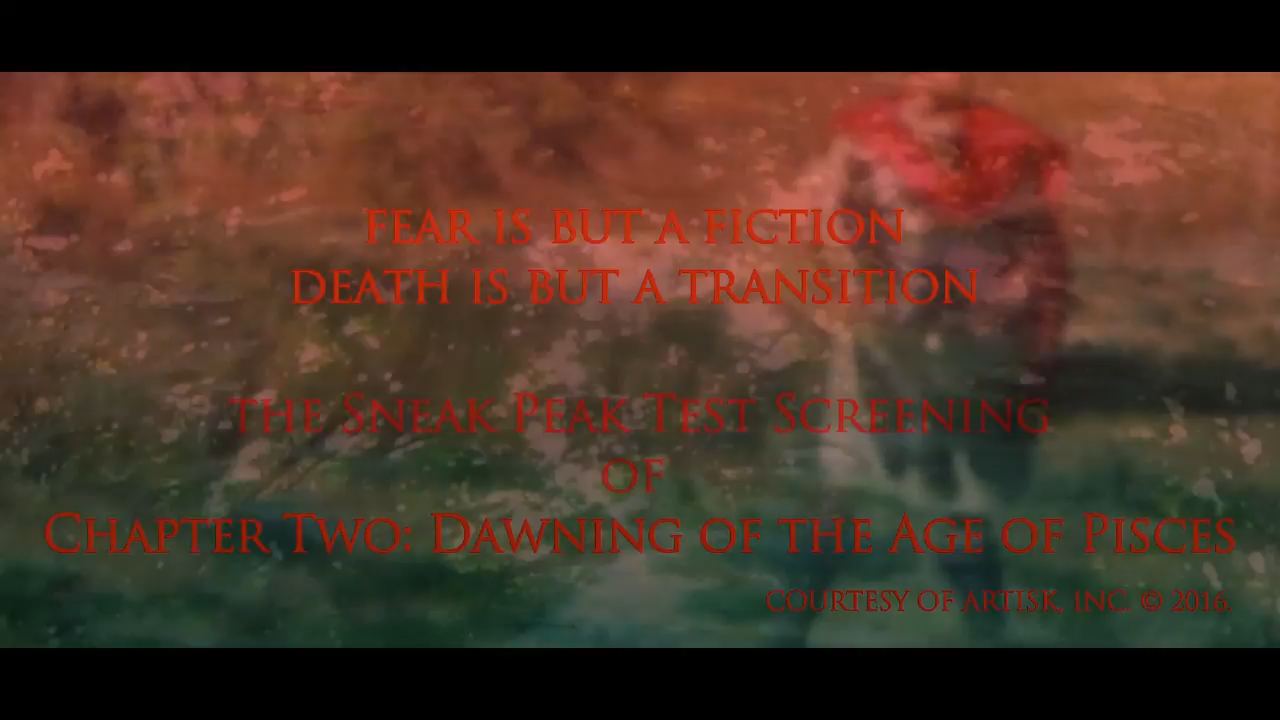 FEAR IS BUT A FICTION
DEATH IS BUT A TRANSITION
THE SNEAK PEAK TEST SCREENING
OF
CHAPTER TWO: DAWNING OF THE AGE OF PISCES
COURTESY OF ARTISK, INC. © 2016.